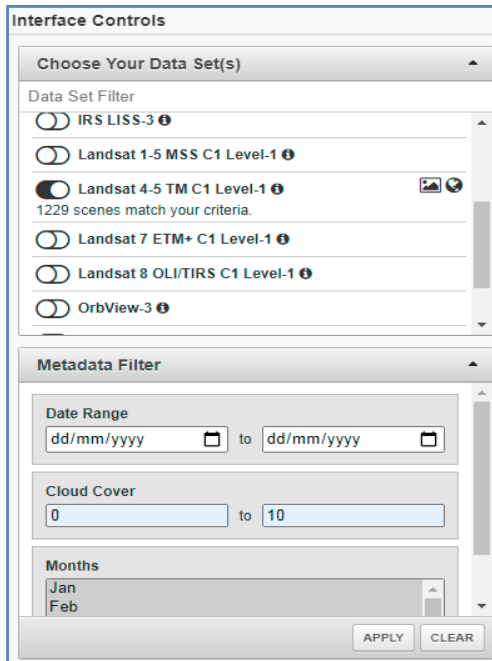 Interface Controls
Choose Your Data Set(s)
Data Set Filter
IRS LISS-3
Landsat 1-5 MSS C1 Level-1
Landsat 4-5 TM C1 Level-1
1229 scenes match your criteria.
Landsat 7 ETM+ C1 Level-1
Landsat 8 OLI/TIRS C1 Level-1
OrbView-3
Metadata Filter
Date Range
dd/mm/yyyy to dd/mm/yyyy
Cloud Cover
0 to 10
Months
Jan
Feb
APPLY CLEAR